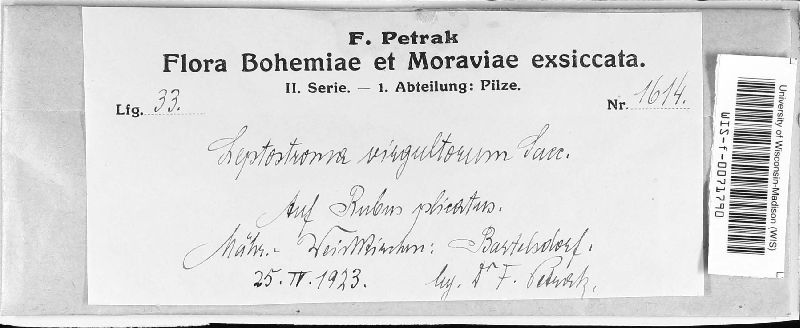 F. Petrak
Flora Bohemiae et Moraviae exsiccata.
II. Serie. — 1. Abteilung: Pilze.
Lfg. 33.
Nr. 1614.
Leptostroma virgultorum Sacc.
Auf Rubus plicatus.
Mähr.- Weisskirchen: Bartelsdorf.
25. IV. 1923. lg. Dr F. Petrak.
University of Wisconsin-Madison (WIS)
WIS-f-0071790